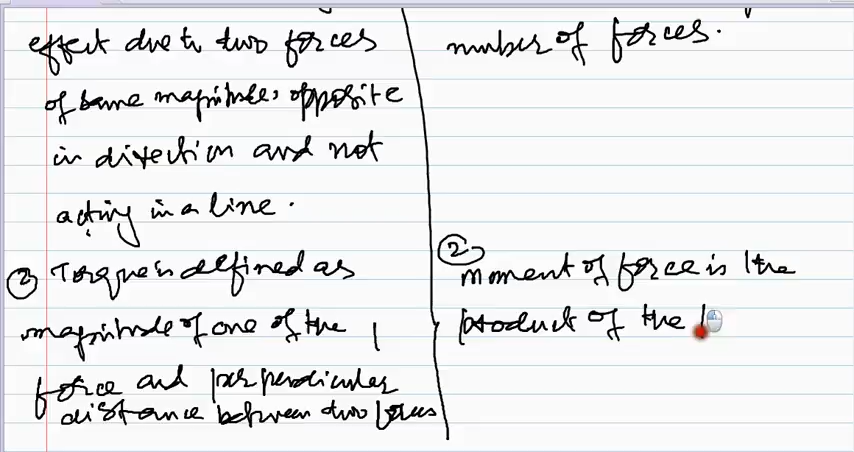 effect due to two forces
of same magnitude, opposite
in direction and not
acting in a line.
② Torque is defined as
magnitude of one of the
force and perpendicular
distance between two forces
number of forces.
② moment of force is the
product of the